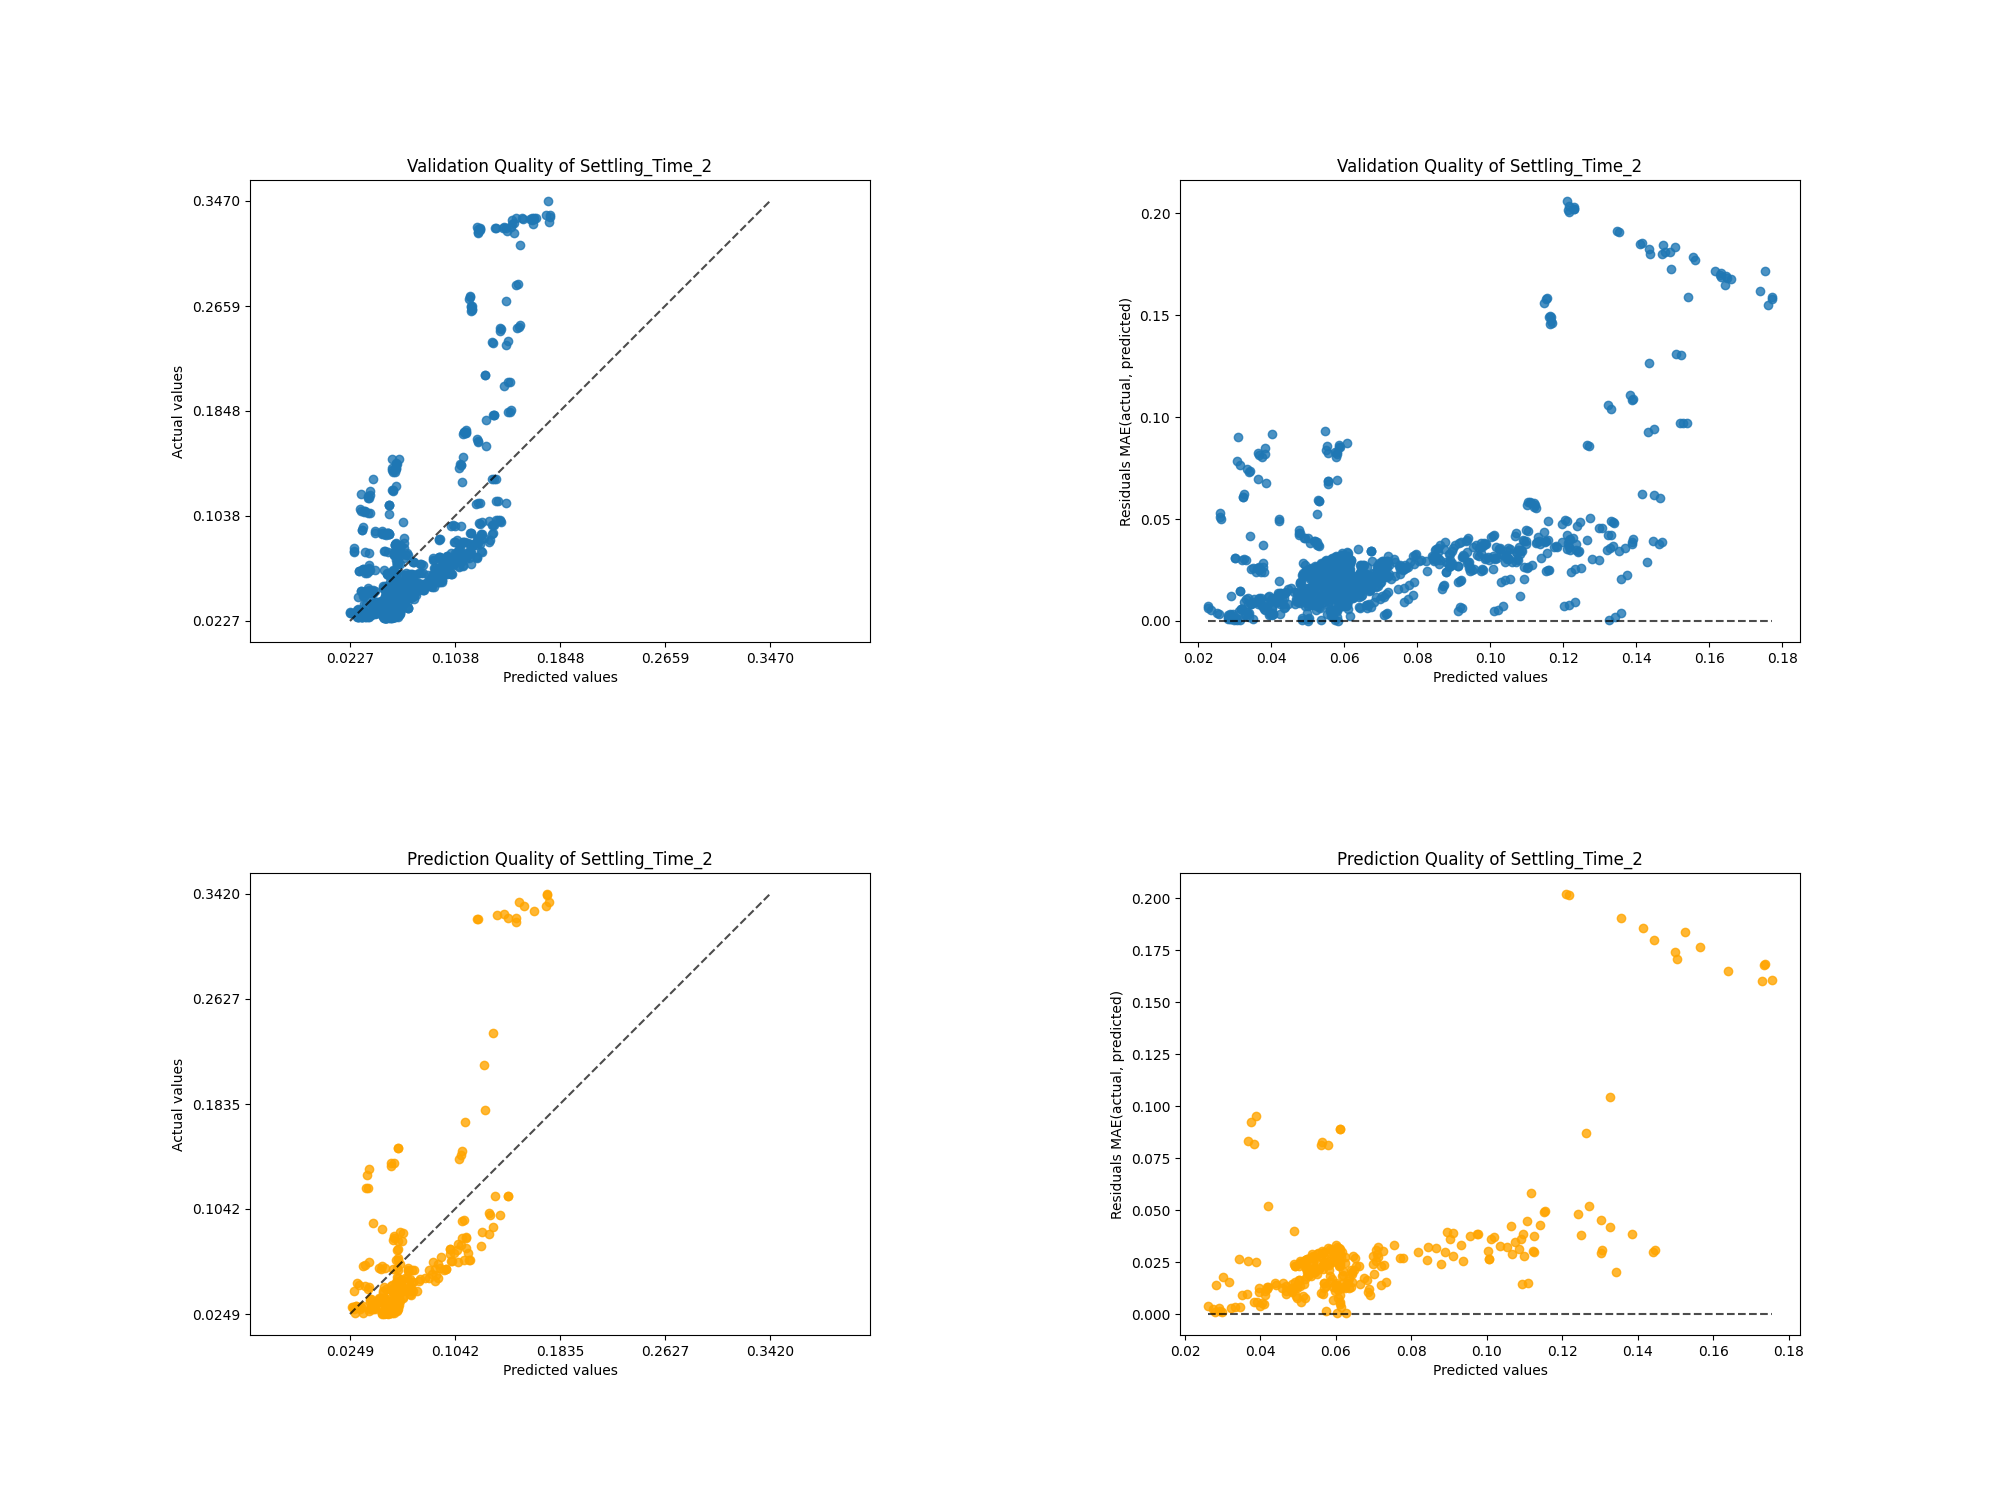 Validation Quality of Settling_Time_2
0.3470
0.2659
0.1848
0.1038
0.0227
Actual values
0.0227 0.1038 0.1848 0.2659 0.3470
Predicted values
Validation Quality of Settling_Time_2
0.20
0.15
0.10
0.05
0.00
Residuals MAE(actual, predicted)
0.02 0.04 0.06 0.08 0.10 0.12 0.14 0.16 0.18
Predicted values
Prediction Quality of Settling_Time_2
0.3420
0.2627
0.1835
0.1042
0.0249
Actual values
0.0249 0.1042 0.1835 0.2627 0.3420
Predicted values
Prediction Quality of Settling_Time_2
0.200
0.175
0.150
0.125
0.100
0.075
0.050
0.025
0.000
Residuals MAE(actual, predicted)
0.02 0.04 0.06 0.08 0.10 0.12 0.14 0.16 0.18
Predicted values